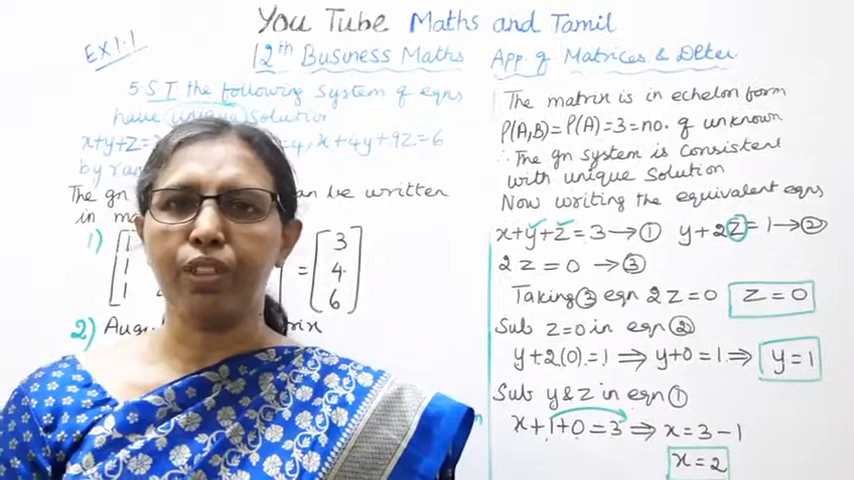 You Tube Maths and Tamil
EX1.1
12th Business Maths App. of Matrices & Deter.
5. S.T the following system of eqns
have unique Solution
x+y+z= =4, x+4y+9z=6
by
The gn can be written
in
1) [1
1
1 = [3
4
6]
2) Aug
The matrix is in echelon form
ρ(A,B)=ρ(A)=3=no. of unknown
∴ The gn system is Consistent
with unique Solution
Now writing the equivalent eqns
x+y+z=3→① y+2z=1→②
2z=0 →③
Taking ③ eqn 2z=0 z=0
Sub z=0 in eqn ②
y+2(0)=1 ⇒ y+0=1 ⇒ y=1
Sub y&z in eqn ①
x+1+0=3 ⇒ x=3-1
x=2